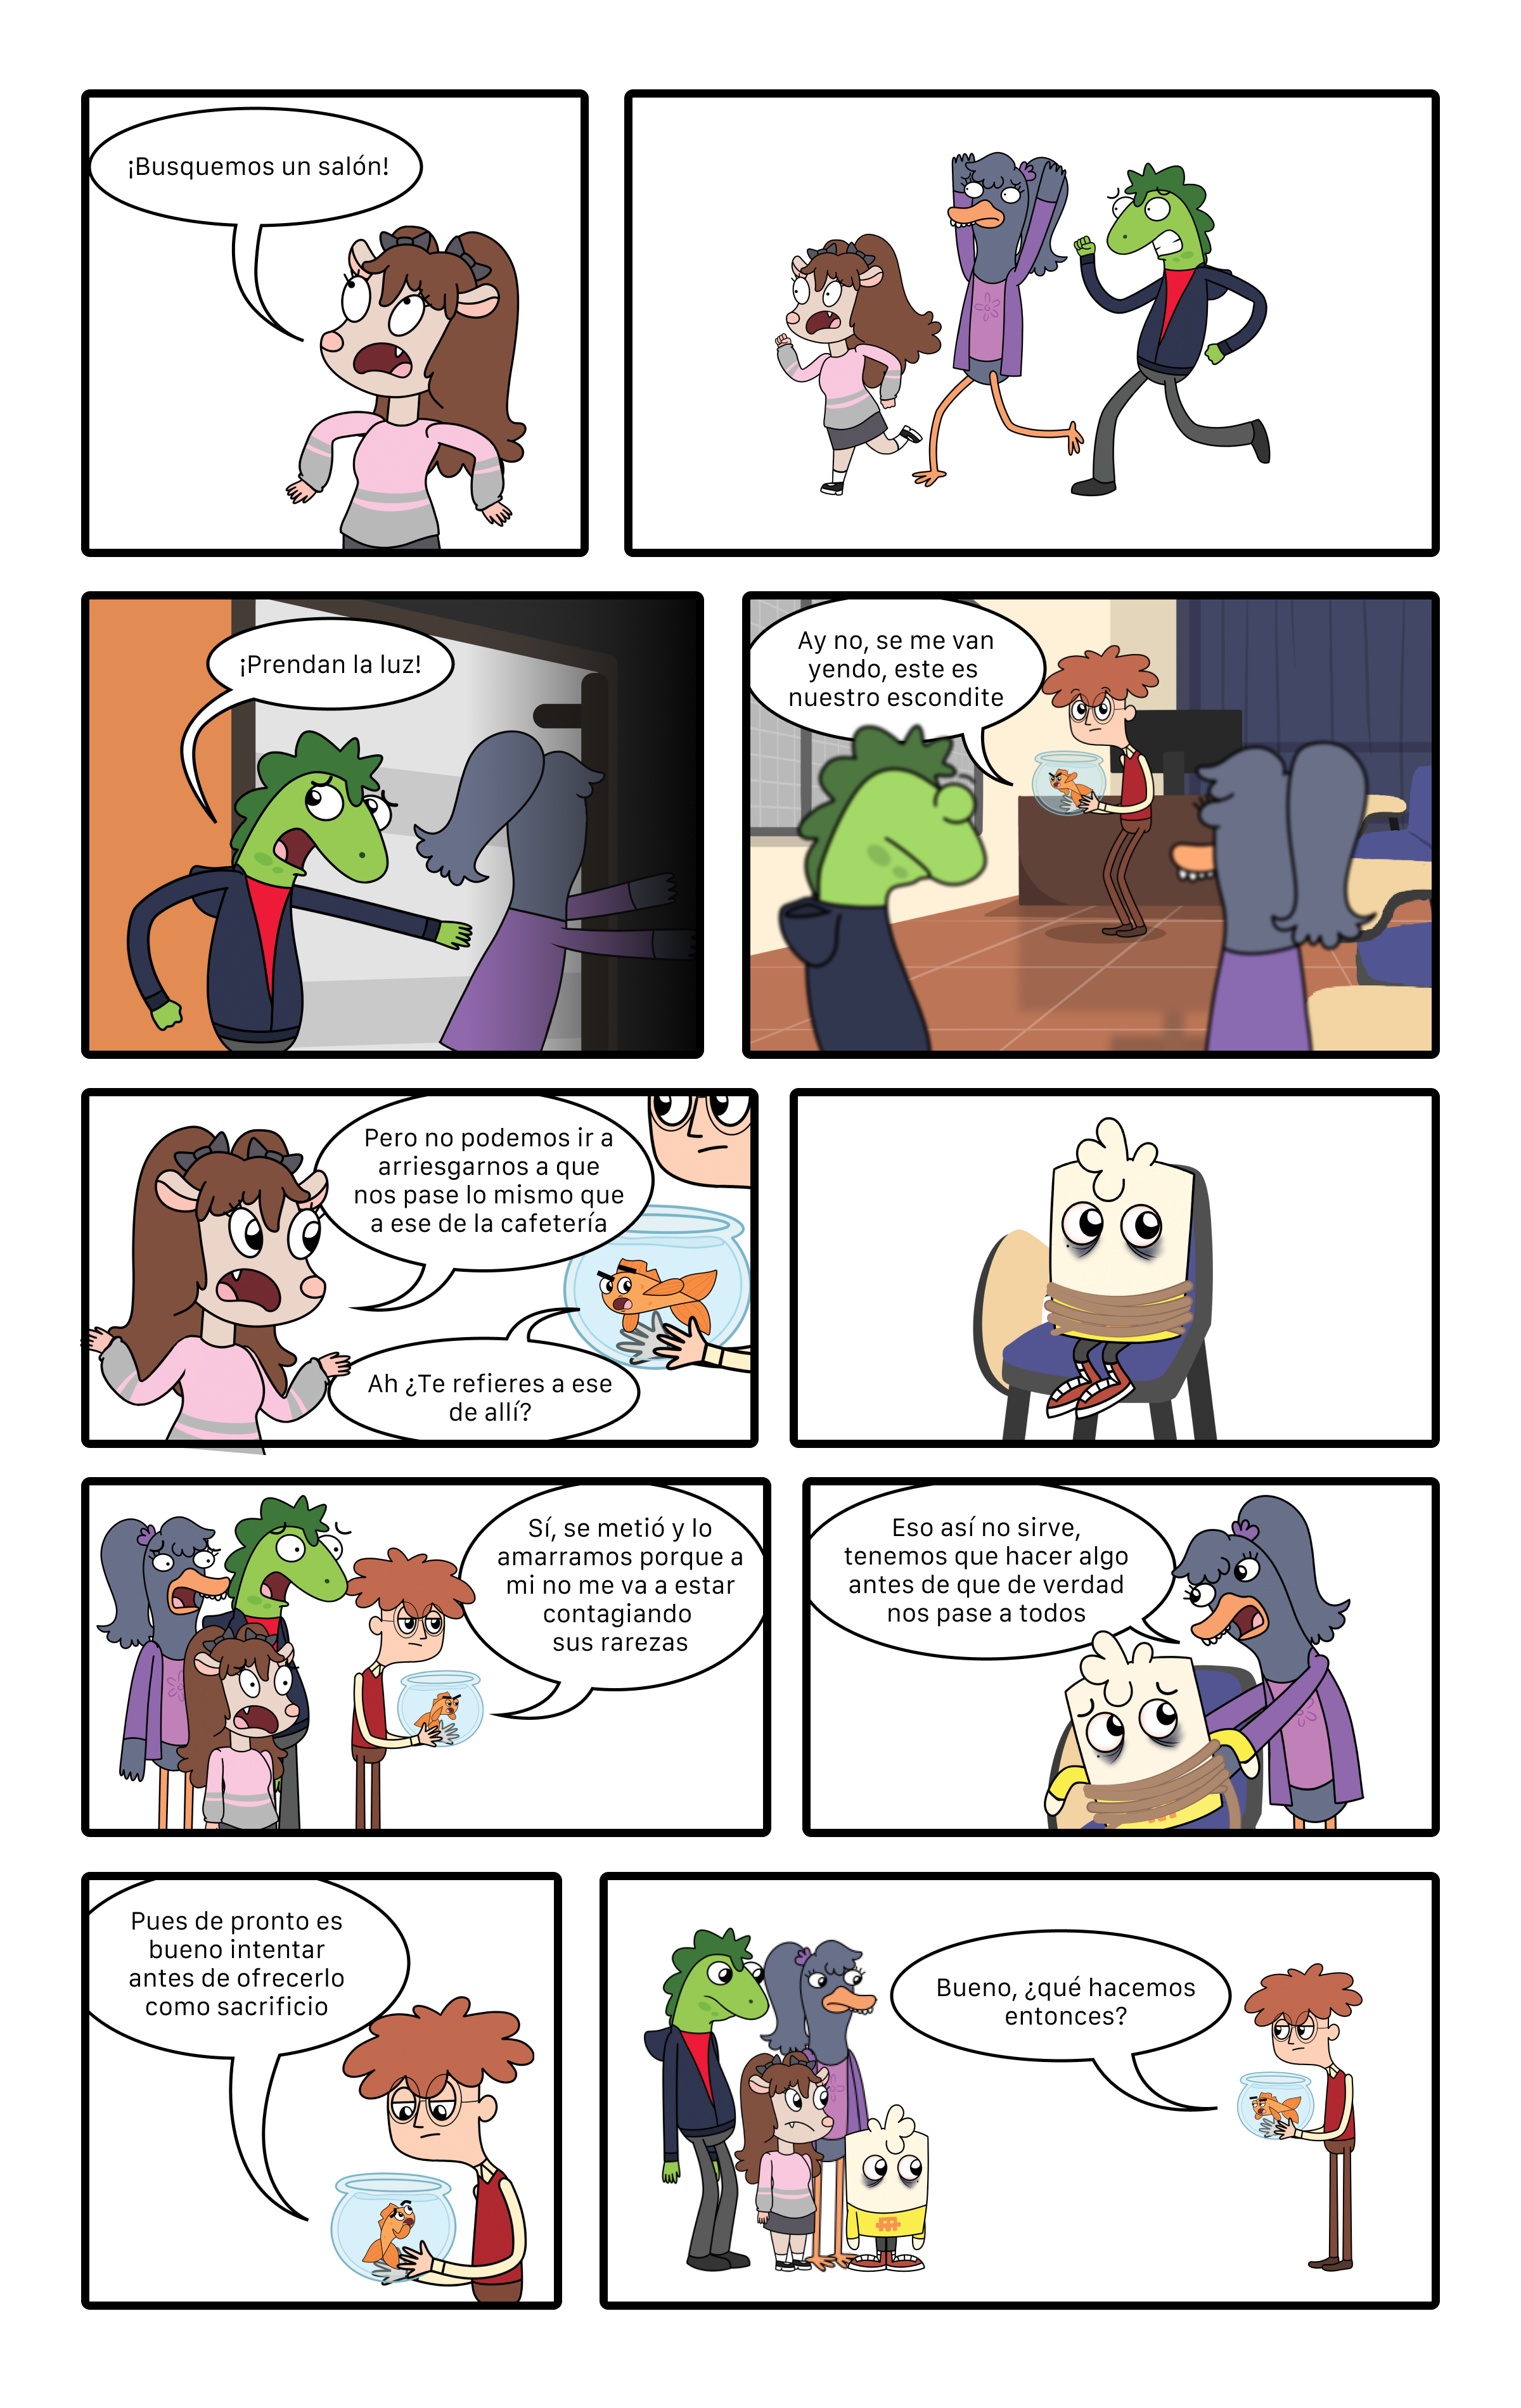 ¡Busquemos un salón!
¡Prendan la luz!
Ay no, se me van
yendo, este es
nuestro escondite
Pero no podemos ir a
arriesgarnos a que
nos pase lo mismo que
a ese de la cafetería
Ah ¿Te refieres a ese
de allí?
Sí, se metió y lo
amarramos porque a
mi no me va a estar
contagiando
sus rarezas
Eso así no sirve,
tenemos que hacer algo
antes de que de verdad
nos pase a todos
Pues de pronto es
bueno intentar
antes de ofrecerlo
como sacrificio
Bueno, ¿qué hacemos
entonces?